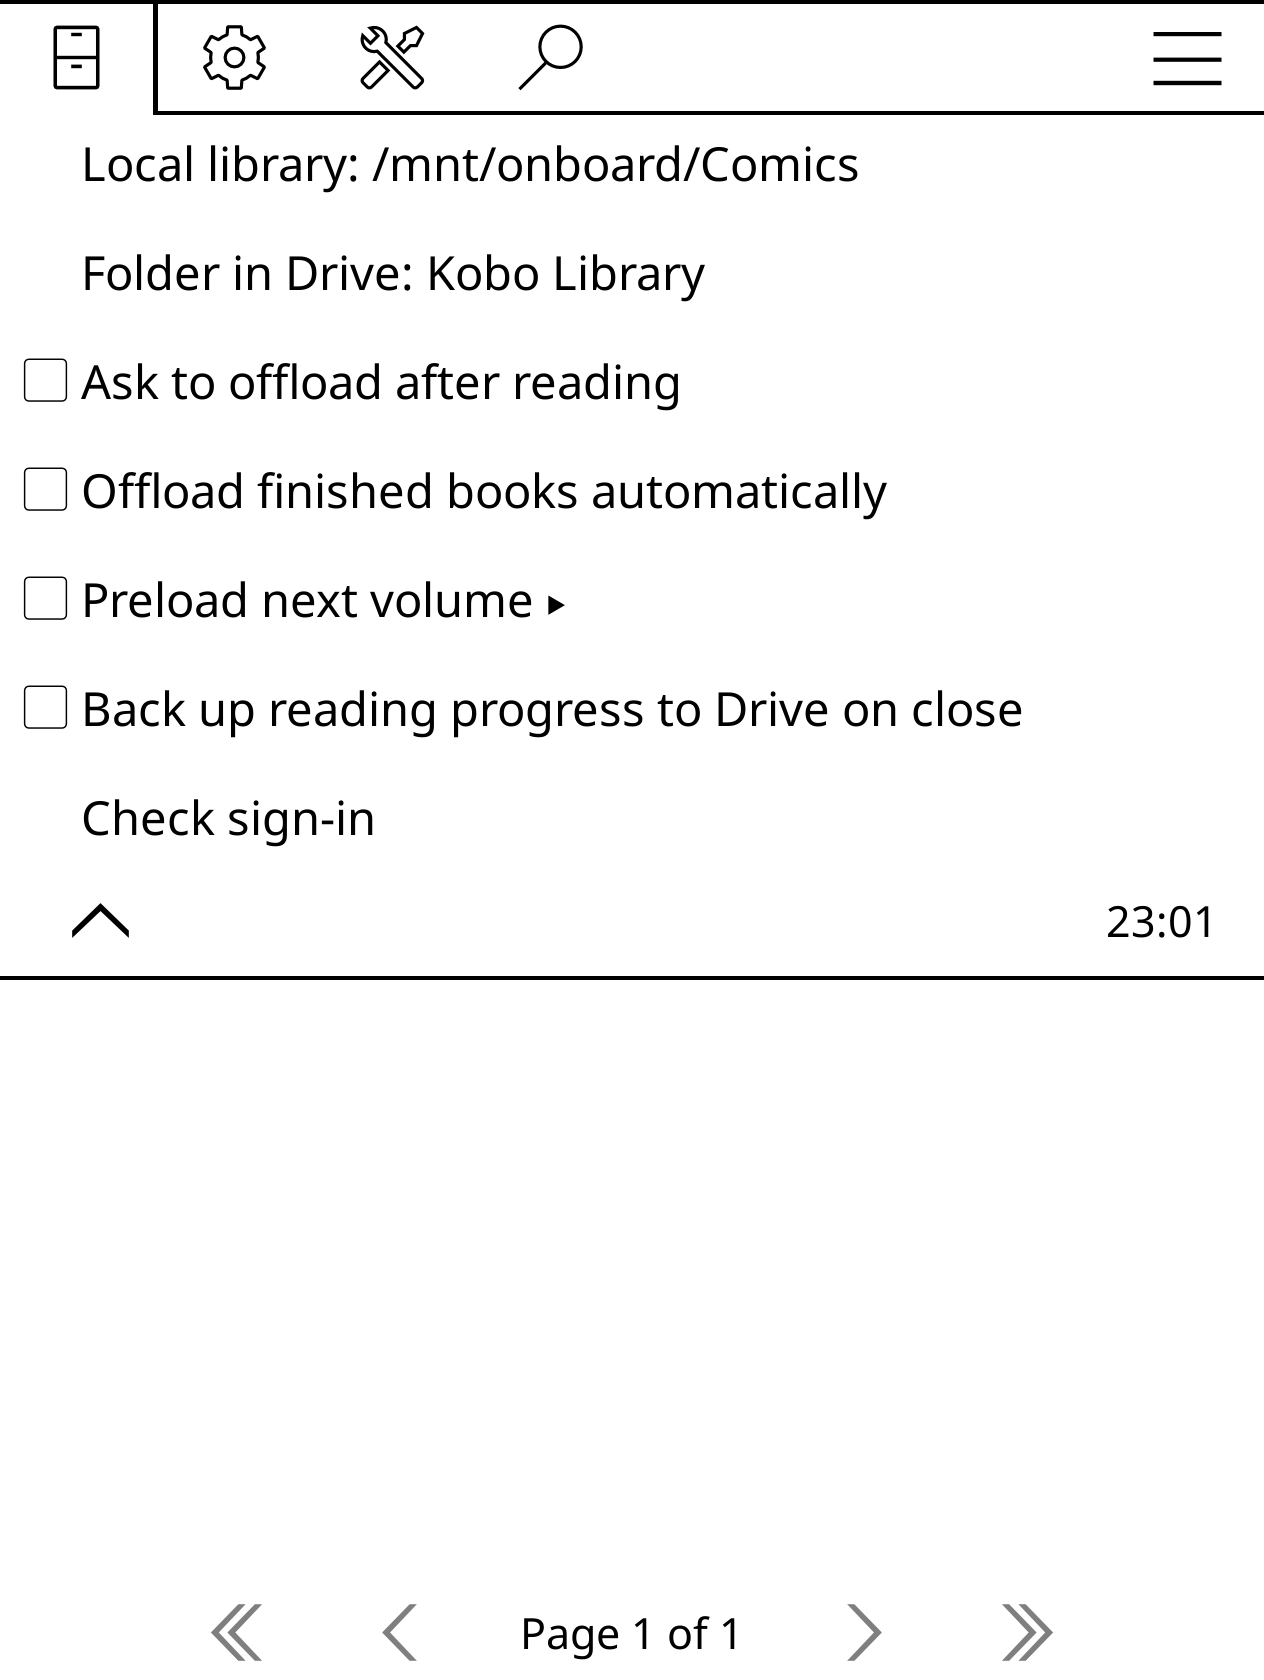 Local library: /mnt/onboard/Comics
Folder in Drive: Kobo Library
Ask to offload after reading
Offload finished books automatically
Preload next volume ▸
Back up reading progress to Drive on close
Check sign-in
23:01
Page 1 of 1